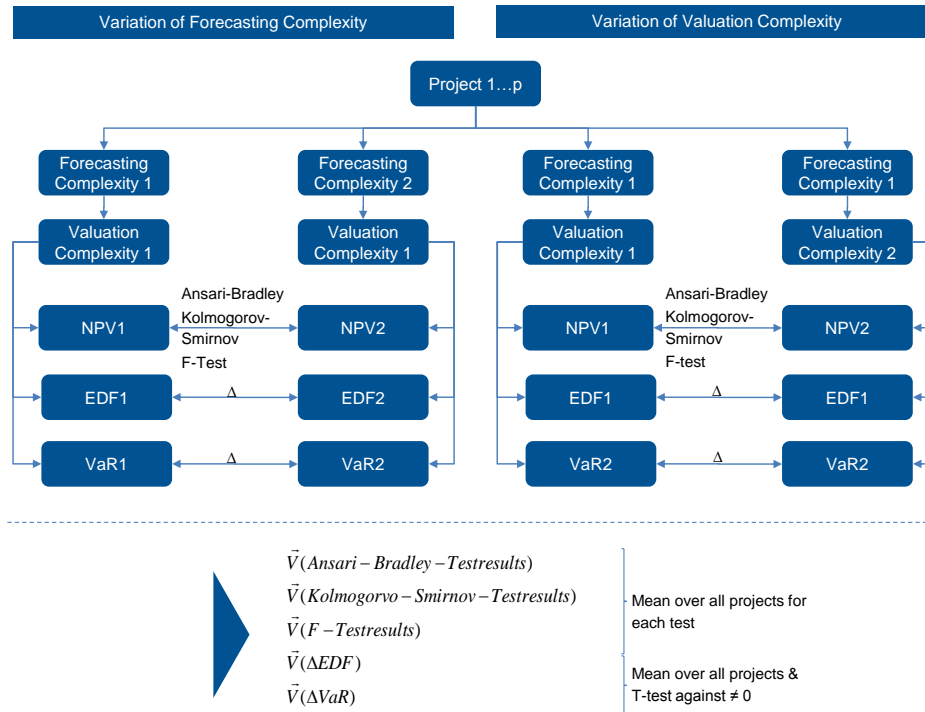 Variation of Forecasting Complexity
Variation of Valuation Complexity
Project 1…p
Forecasting
Complexity 1
Forecasting
Complexity 2
Forecasting
Complexity 1
Forecasting
Complexity 1
Valuation
Complexity 1
Valuation
Complexity 1
Valuation
Complexity 1
Valuation
Complexity 2
NPV1
Ansari-Bradley
Kolmogorov-
Smirnov
F-Test
NPV2
NPV1
Ansari-Bradley
Kolmogorov-
Smirnov
F-test
NPV2
EDF1
Δ
EDF2
EDF1
Δ
EDF1
VaR1
Δ
VaR2
VaR2
Δ
VaR2
V⃗(Ansari – Bradley – Testresults)
V⃗(Kolmogorvo – Smirnov – Testresults)
V⃗(F – Testresults)
V⃗(ΔEDF)
V⃗(ΔVaR)
Mean over all projects for
each test
Mean over all projects &
T-test against ≠ 0